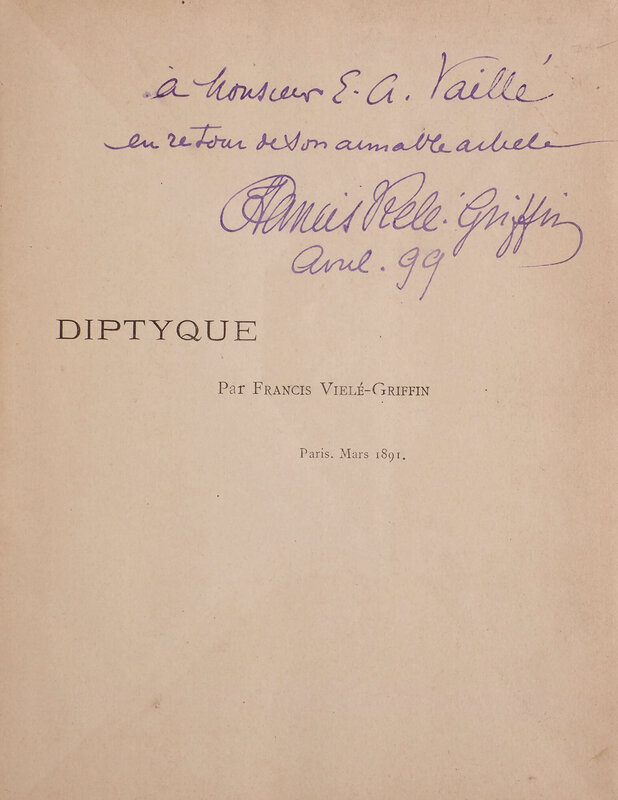 à Monsieur E. A. Vaillé
en retour de son aimable article
Francis Vielé-Griffin
Avril. 99
DIPTYQUE
Par FRANCIS VIELÉ-GRIFFIN
Paris. Mars 1891.